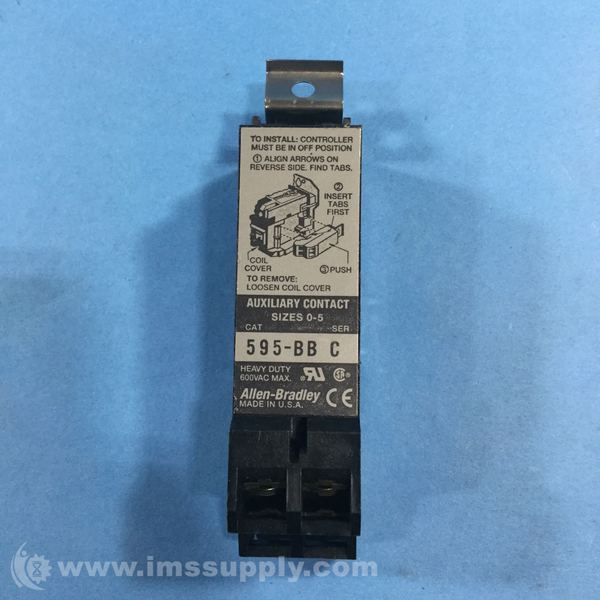 TO INSTALL: CONTROLLER
MUST BE IN OFF POSITION
① ALIGN ARROWS ON
REVERSE SIDE. FIND TABS.
②
INSERT
TABS
FIRST
COIL
COVER
③ PUSH
TO REMOVE:
LOOSEN COIL COVER
AUXILIARY CONTACT
SIZES 0-5
CAT SER
595-BB C
HEAVY DUTY
600VAC MAX.
Allen-Bradley CE
MADE IN U.S.A.
www.imssupply.com/